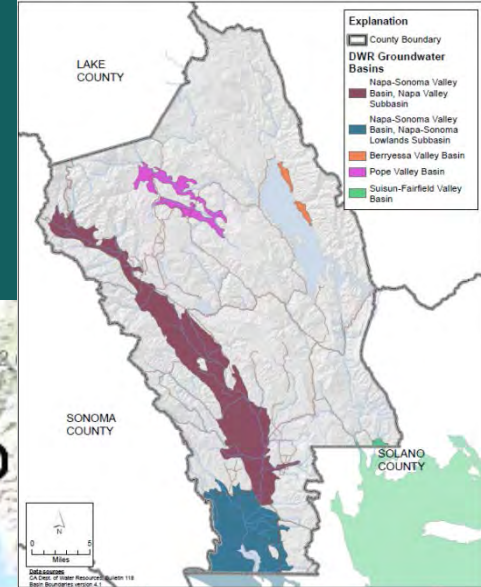 LAKE
COUNTY
Explanation
County Boundary
DWR Groundwater
Basins
Napa-Sonoma Valley
Basin, Napa Valley
Subbasin
Napa-Sonoma Valley
Basin, Napa-Sonoma
Lowlands Subbasin
Berryessa Valley Basin
Pope Valley Basin
Suisun-Fairfield Valley
Basin
SONOMA
COUNTY
SOLANO
COUNTY
N
0 5
Miles
Data sources
CA Dept. of Water Resources Bulletin 118
Basin Boundaries version 4.1